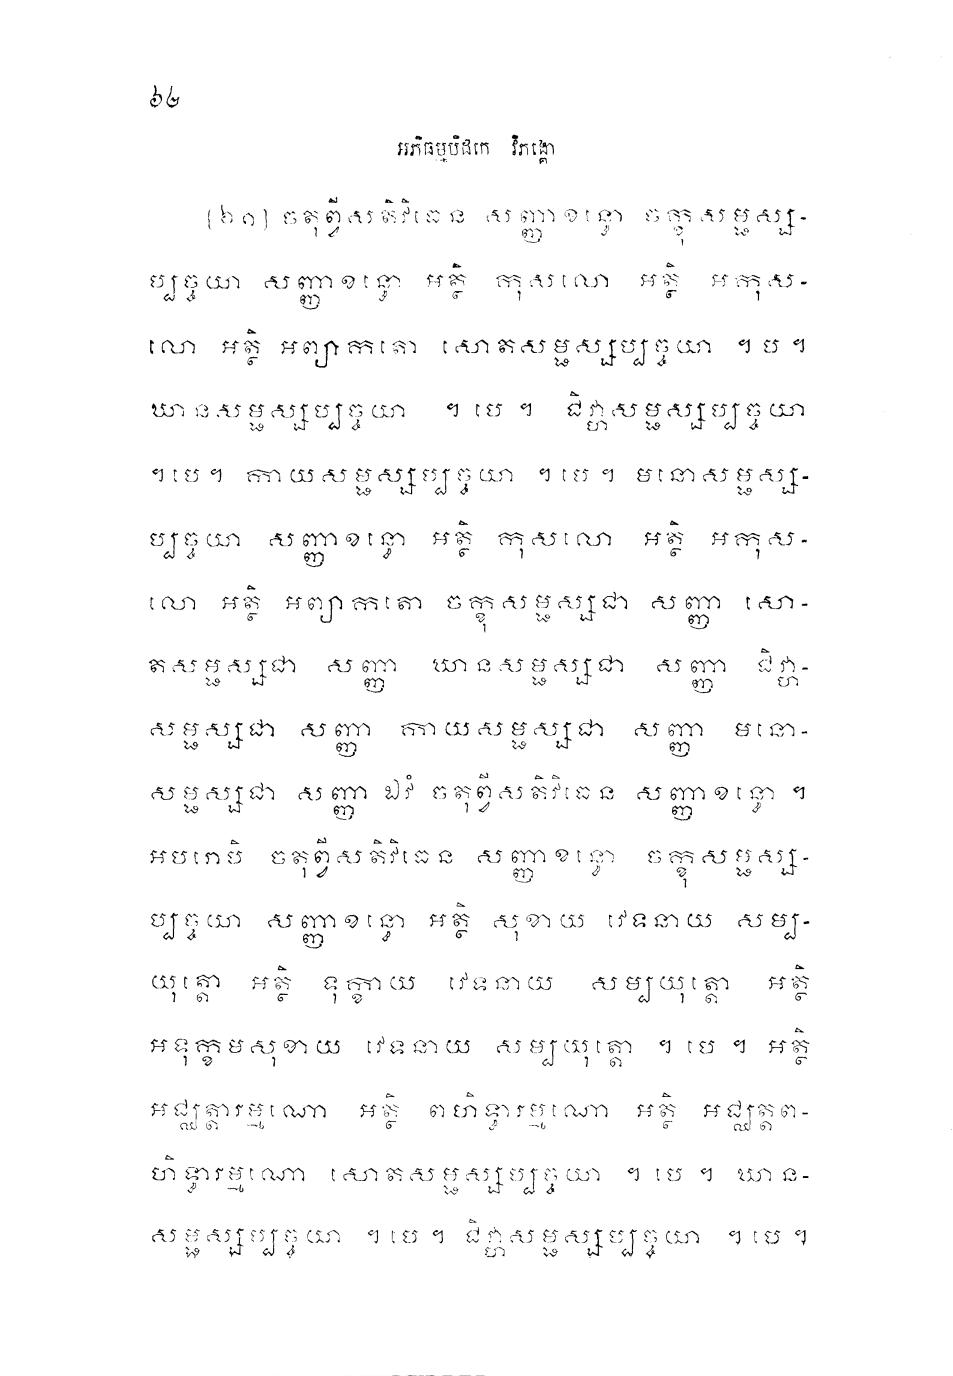 ៦៤
អភិធម្មបិដកេ វិភង្គោ
(៦១) ចតុព្វីសតិវិធេន សញ្ញាខន្ធោ ចក្ខុសម្ផស្ស-
ប្បច្ចយា សញ្ញាខន្ធោ អត្ថិ កុសលោ អត្ថិ អកុស-
លោ អត្ថិ អព្យាកតោ សោតសម្ផស្សប្បច្ចយា ។ បេ ។
ឃានសម្ផស្សប្បច្ចយា ។ បេ ។ ជិវ្ហាសម្ផស្សប្បច្ចយា
។ បេ ។ កាយសម្ផស្សប្បច្ចយា ។ បេ ។ មនោសម្ផស្ស-
ប្បច្ចយា សញ្ញាខន្ធោ អត្ថិ កុសលោ អត្ថិ អកុស-
លោ អត្ថិ អព្យាកតោ ចក្ខុសម្ផស្សជា សញ្ញា សោ-
តសម្ផស្សជា សញ្ញា ឃានសម្ផស្សជា សញ្ញា ជិវ្ហា-
សម្ផស្សជា សញ្ញា កាយសម្ផស្សជា សញ្ញា មនោ-
សម្ផស្សជា សញ្ញា ឯវំ ចតុព្វីសតិវិធេន សញ្ញាខន្ធោ ។
អបរោបិ ចតុព្វីសតិវិធេន សញ្ញាខន្ធោ ចក្ខុសម្ផស្ស-
ប្បច្ចយា សញ្ញាខន្ធោ អត្ថិ សុខាយ វេទនាយ សម្ប-
យុត្តោ អត្ថិ ទុក្ខាយ វេទនាយ សម្បយុត្តោ អត្ថិ
អទុក្ខមសុខាយ វេទនាយ សម្បយុត្តោ ។ បេ ។ អត្ថិ
អជ្ឈត្តារម្មណោ អត្ថិ ពហិទ្ធារម្មណោ អត្ថិ អជ្ឈត្តព-
ហិទ្ធារម្មណោ សោតសម្ផស្សប្បច្ចយា ។ បេ ។ ឃាន-
សម្ផស្សប្បច្ចយា ។ បេ ។ ជិវ្ហាសម្ផស្សប្បច្ចយា ។ បេ ។